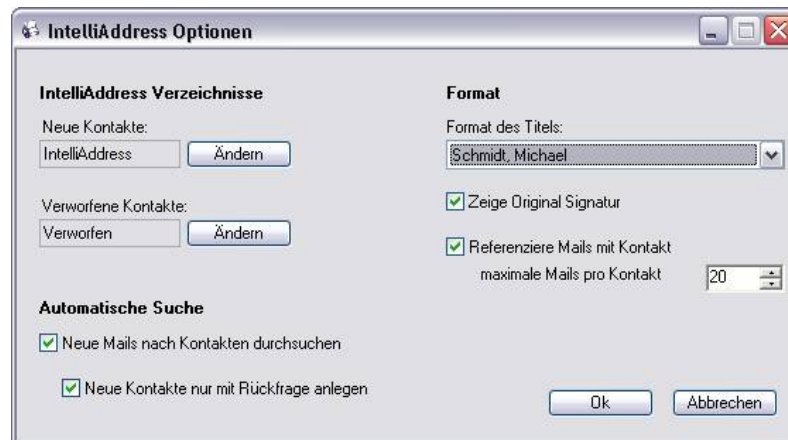 IntelliAddress Optionen
IntelliAddress Verzeichnisse
Neue Kontakte:
IntelliAddress
Ändern
Verworfene Kontakte:
Verworfen
Ändern
Automatische Suche
Neue Mails nach Kontakten durchsuchen
Neue Kontakte nur mit Rückfrage anlegen
Format
Format des Titels:
Schmidt, Michael
Zeige Original Signatur
Referenziere Mails mit Kontakt
maximale Mails pro Kontakt
20
Ok
Abbrechen